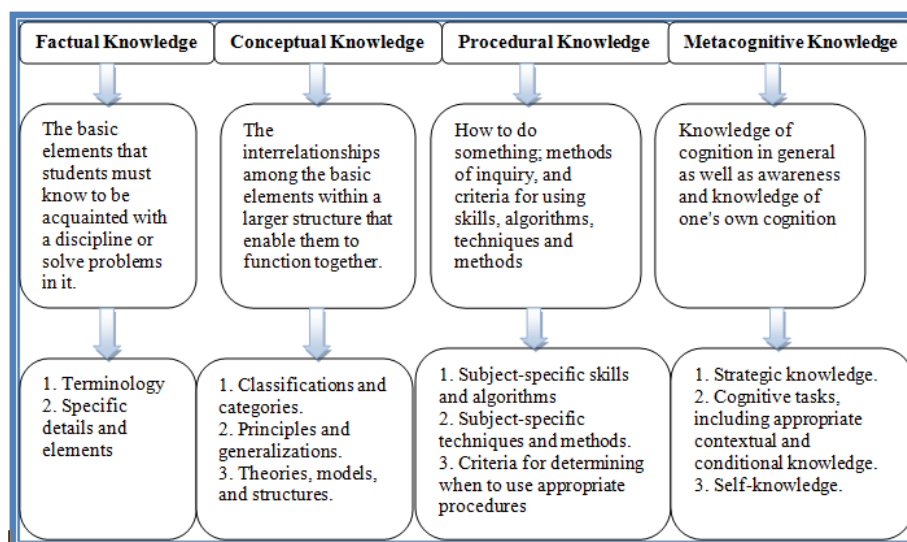 Factual Knowledge
Conceptual Knowledge
Procedural Knowledge
Metacognitive Knowledge
The basic
elements that
students must
know to be
acquainted with
a discipline or
solve problems
in it.
The
interrelationships
among the basic
elements within a
larger structure that
enable them to
function together.
How to do
something; methods
of inquiry, and
criteria for using
skills, algorithms,
techniques and
methods
Knowledge of
cognition in general
as well as awareness
and knowledge of
one's own cognition
1. Terminology
2. Specific
details and
elements
1. Classifications and
categories.
2. Principles and
generalizations.
3. Theories, models,
and structures.
1. Subject-specific skills
and algorithms
2. Subject-specific
techniques and methods.
3. Criteria for determining
when to use appropriate
procedures
1. Strategic knowledge.
2. Cognitive tasks,
including appropriate
contextual and
conditional knowledge.
3. Self-knowledge.